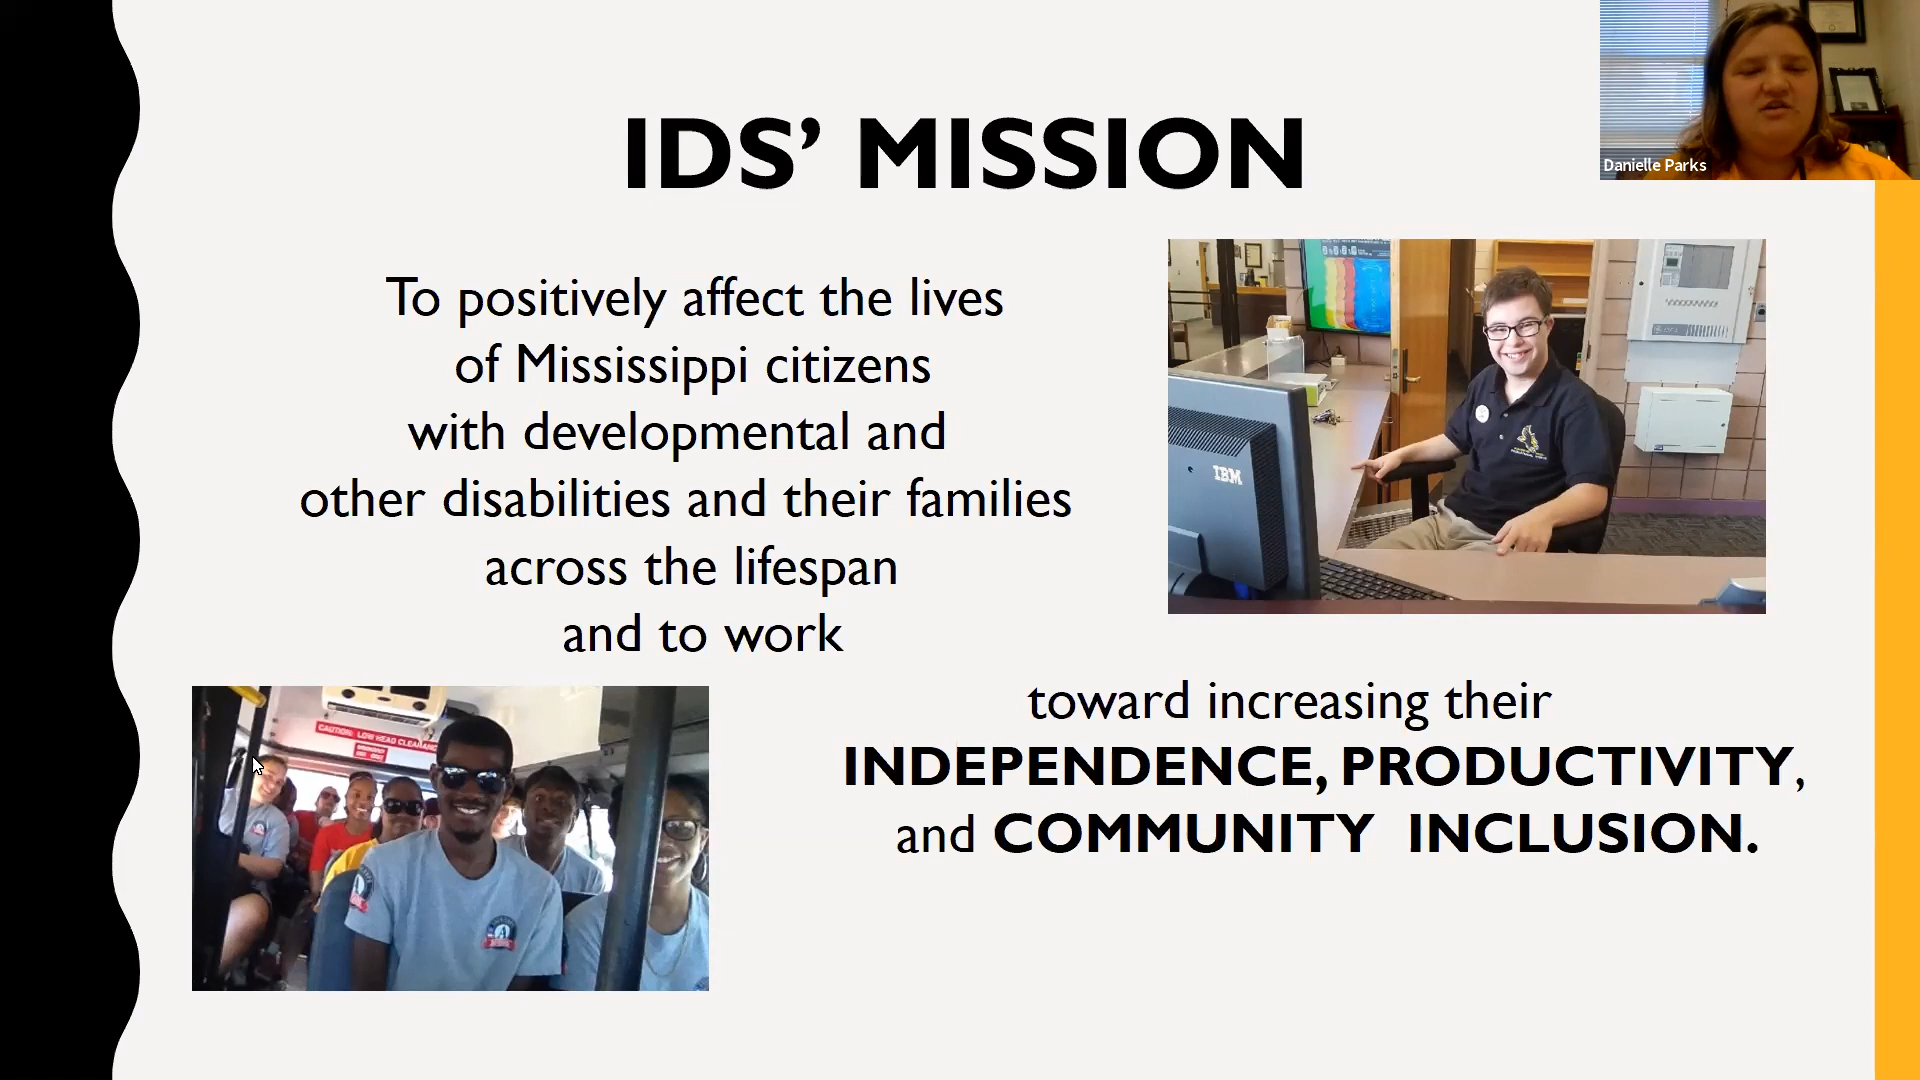 IDS’ MISSION
Danielle Parks
To positively affect the lives
of Mississippi citizens
with developmental and
other disabilities and their families
across the lifespan
and to work
toward increasing their
INDEPENDENCE, PRODUCTIVITY,
and COMMUNITY INCLUSION.
IBM
CAUTION: LOW HEAD CLEARANCE